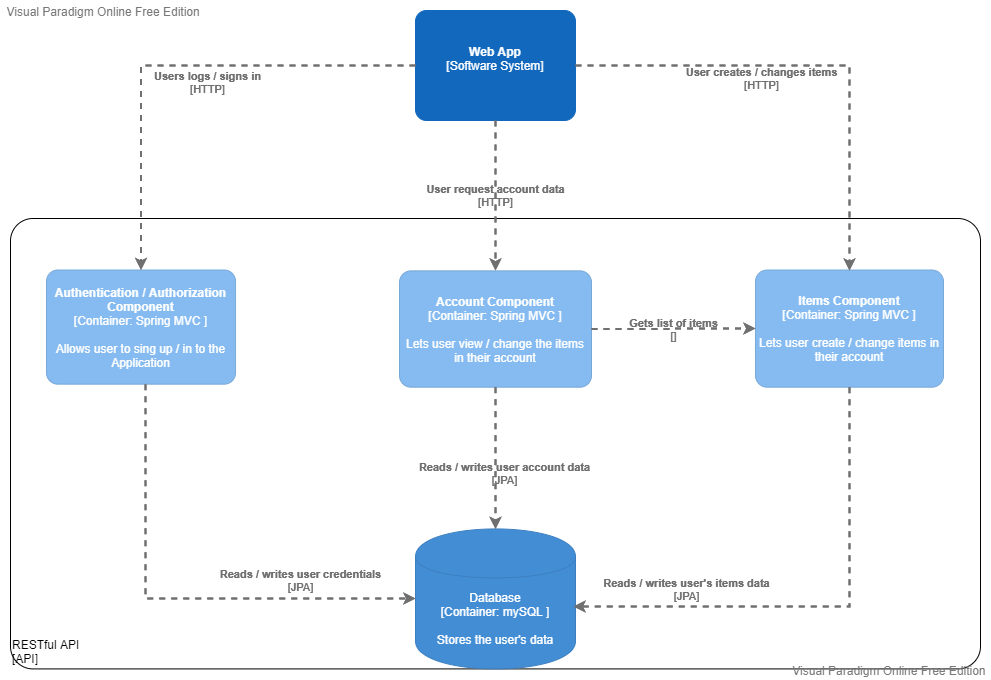 Visual Paradigm Online Free Edition
Web App
[Software System]
Users logs / signs in
[HTTP]
User creates / changes items
[HTTP]
User request account data
[HTTP]
Authentication / Authorization
Component
[Container: Spring MVC ]
Allows user to sing up / in to the
Application
Account Component
[Container: Spring MVC ]
Lets user view / change the items
in their account
Gets list of items
[]
Items Component
[Container: Spring MVC ]
Lets user create / change items in
their account
Reads / writes user account data
[JPA]
Reads / writes user credentials
[JPA]
Reads / writes user's items data
[JPA]
Database
[Container: mySQL ]
Stores the user's data
RESTful API
[API]
Visual Paradigm Online Free Edition